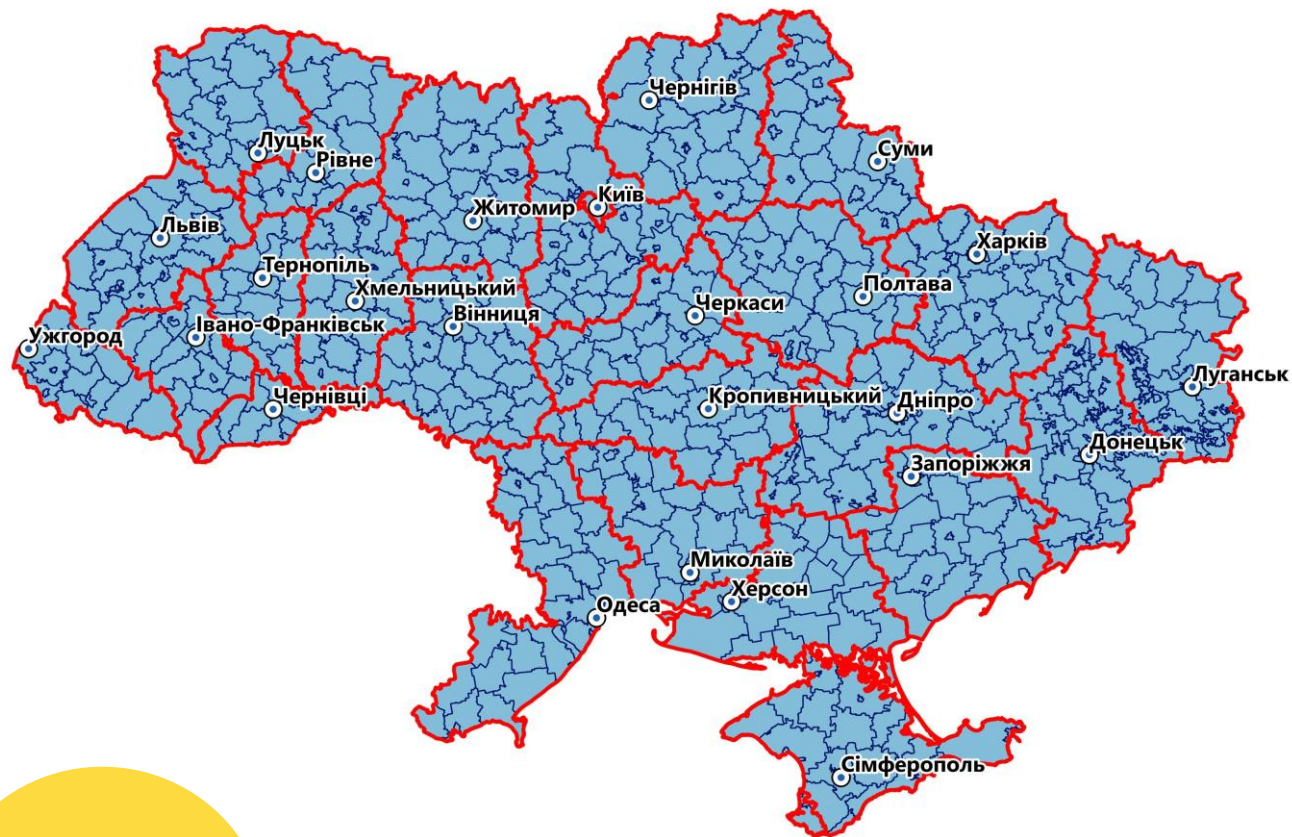 Чернігів
Луцьк
Рівне
Суми
Київ
Житомир
Львів
Харків
Тернопіль
Хмельницький
Полтава
Черкаси
Вінниця
Івано-Франківськ
Ужгород
Луганськ
Чернівці
Кропивницький
Дніпро
Донецьк
Запоріжжя
Миколаїв
Херсон
Одеса
Сімферополь